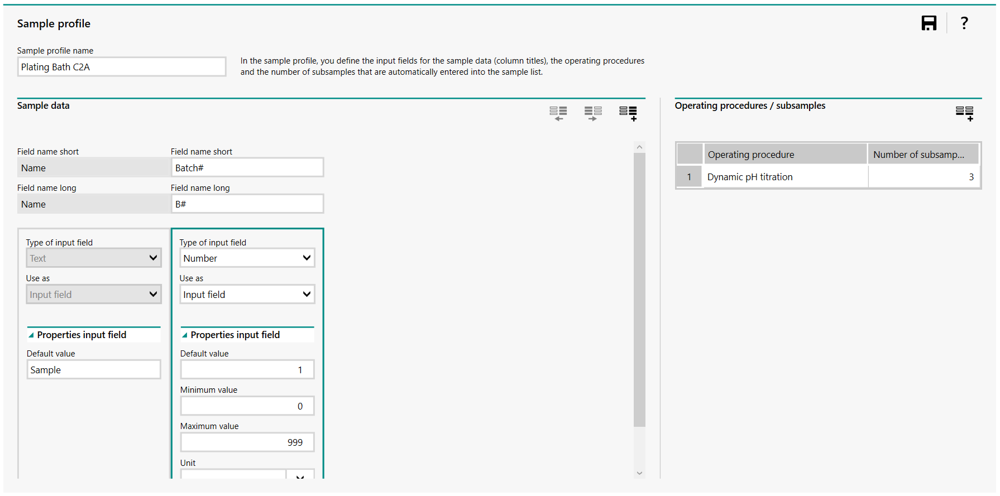 Sample profile
?
Sample profile name
Plating Bath C2A
In the sample profile, you define the input fields for the sample data (column titles), the operating procedures
and the number of subsamples that are automatically entered into the sample list.
Sample data
Field name short
Name
Field name short
Batch#
Field name long
Name
Field name long
B#
Type of input field
Text
Use as
Input field
Properties input field
Default value
Sample
Type of input field
Number
Use as
Input field
Properties input field
Default value
1
Minimum value
0
Maximum value
999
Unit
Operating procedures / subsamples
Operating procedure Number of subsamp...
1 Dynamic pH titration 3